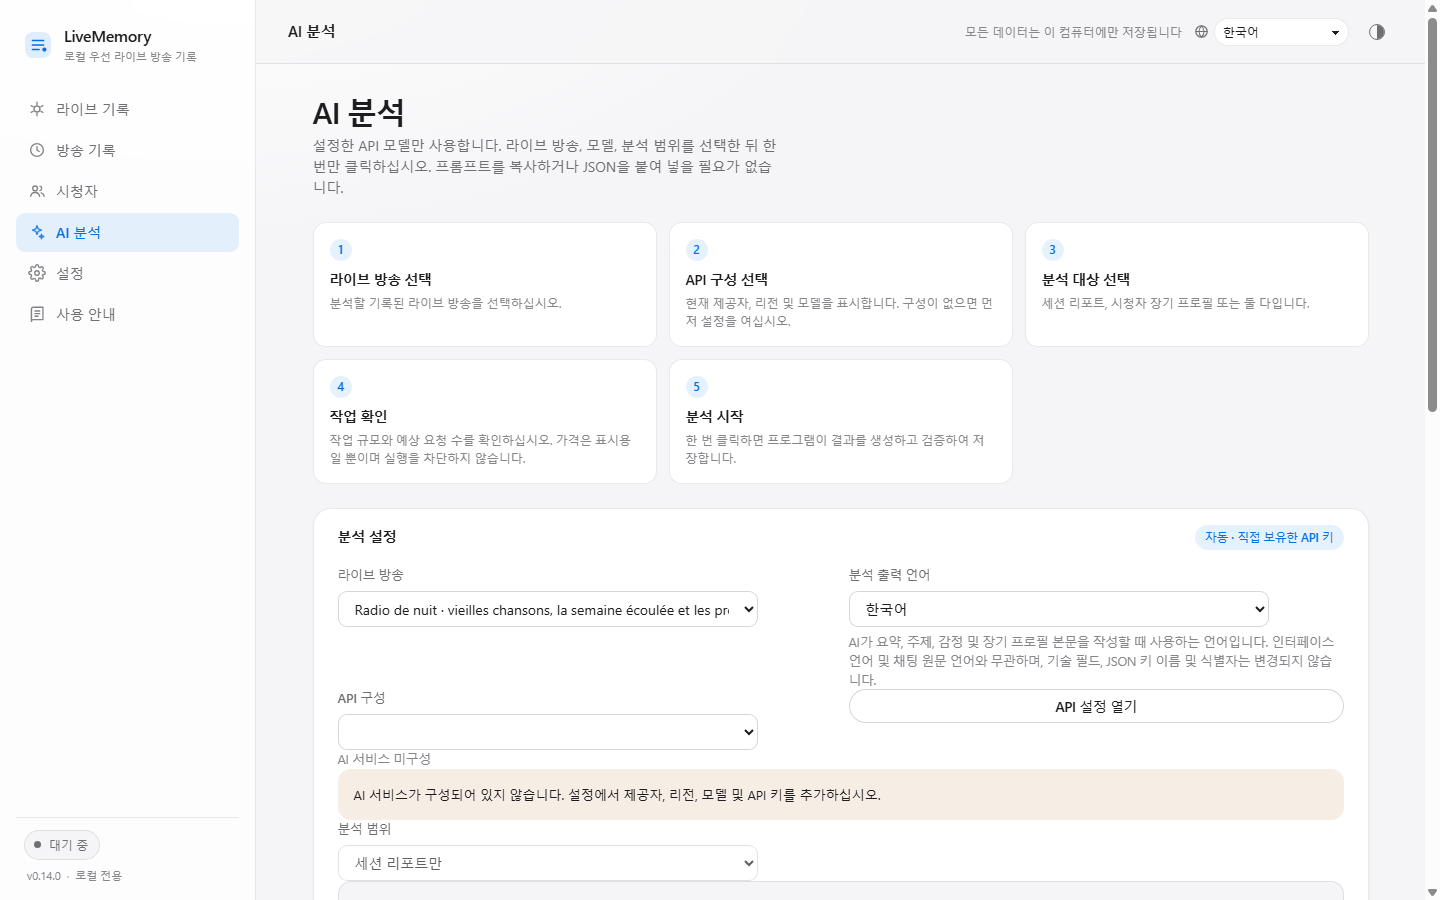 LiveMemory
로컬 우선 라이브 방송 기록
라이브 기록
방송 기록
시청자
AI 분석
설정
사용 안내
대기 중
v0.14.0 · 로컬 전용
AI 분석
모든 데이터는 이 컴퓨터에만 저장됩니다
한국어
AI 분석
설정한 API 모델만 사용합니다. 라이브 방송, 모델, 분석 범위를 선택한 뒤 한
번만 클릭하십시오. 프롬프트를 복사하거나 JSON을 붙여 넣을 필요가 없습
니다.
1
라이브 방송 선택
분석할 기록된 라이브 방송을 선택하십시오.
2
API 구성 선택
현재 제공자, 리전 및 모델을 표시합니다. 구성이 없으면 먼
저 설정을 여십시오.
3
분석 대상 선택
세션 리포트, 시청자 장기 프로필 또는 둘 다입니다.
4
작업 확인
작업 규모와 예상 요청 수를 확인하십시오. 가격은 표시용
일 뿐이며 실행을 차단하지 않습니다.
5
분석 시작
한 번 클릭하면 프로그램이 결과를 생성하고 검증하여 저
장합니다.
분석 설정
자동 · 직접 보유한 API 키
라이브 방송
Radio de nuit · vieilles chansons, la semaine écoulée et les pr
분석 출력 언어
한국어
AI가 요약, 주제, 감정 및 장기 프로필 본문을 작성할 때 사용하는 언어입니다. 인터페이스
언어 및 채팅 원문 언어와 무관하며, 기술 필드, JSON 키 이름 및 식별자는 변경되지 않습
니다.
API 구성
API 설정 열기
AI 서비스 미구성
AI 서비스가 구성되어 있지 않습니다. 설정에서 제공자, 리전, 모델 및 API 키를 추가하십시오.
분석 범위
세션 리포트만